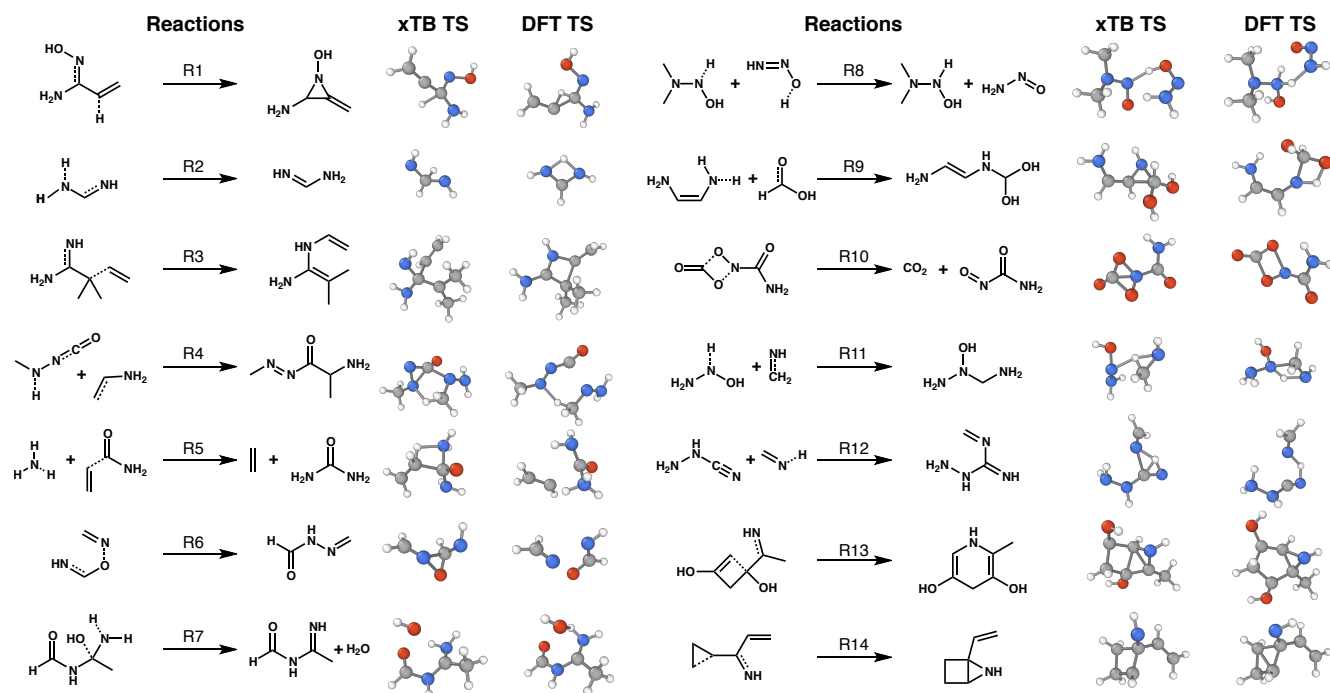 Reactions xTB TS DFT TS Reactions xTB TS DFT TS
HO N H2N H R1 OH N H2N
N N H OH + HN N O H R8 N N H OH + H2N N O
H H N NH R2 HN NH2
H2N H N H + O H OH R9 H2N H N OH OH
NH H2N R3 HN H2N
O O O N O NH2 R10 CO2 + O N O NH2
N H N C O + NH2 R4 N N O NH2
H H2N N OH + NH CH2 R11 OH H2N N NH2
H H N H + O NH2 R5 + O H2N NH2
H2N H N N + N H R12 N H2N N H NH
N HN O R6 H H N N O
HO NH OH R13 H N HO OH
O H N H HO H N H R7 O NH H N H + H2O
NH R14 NH